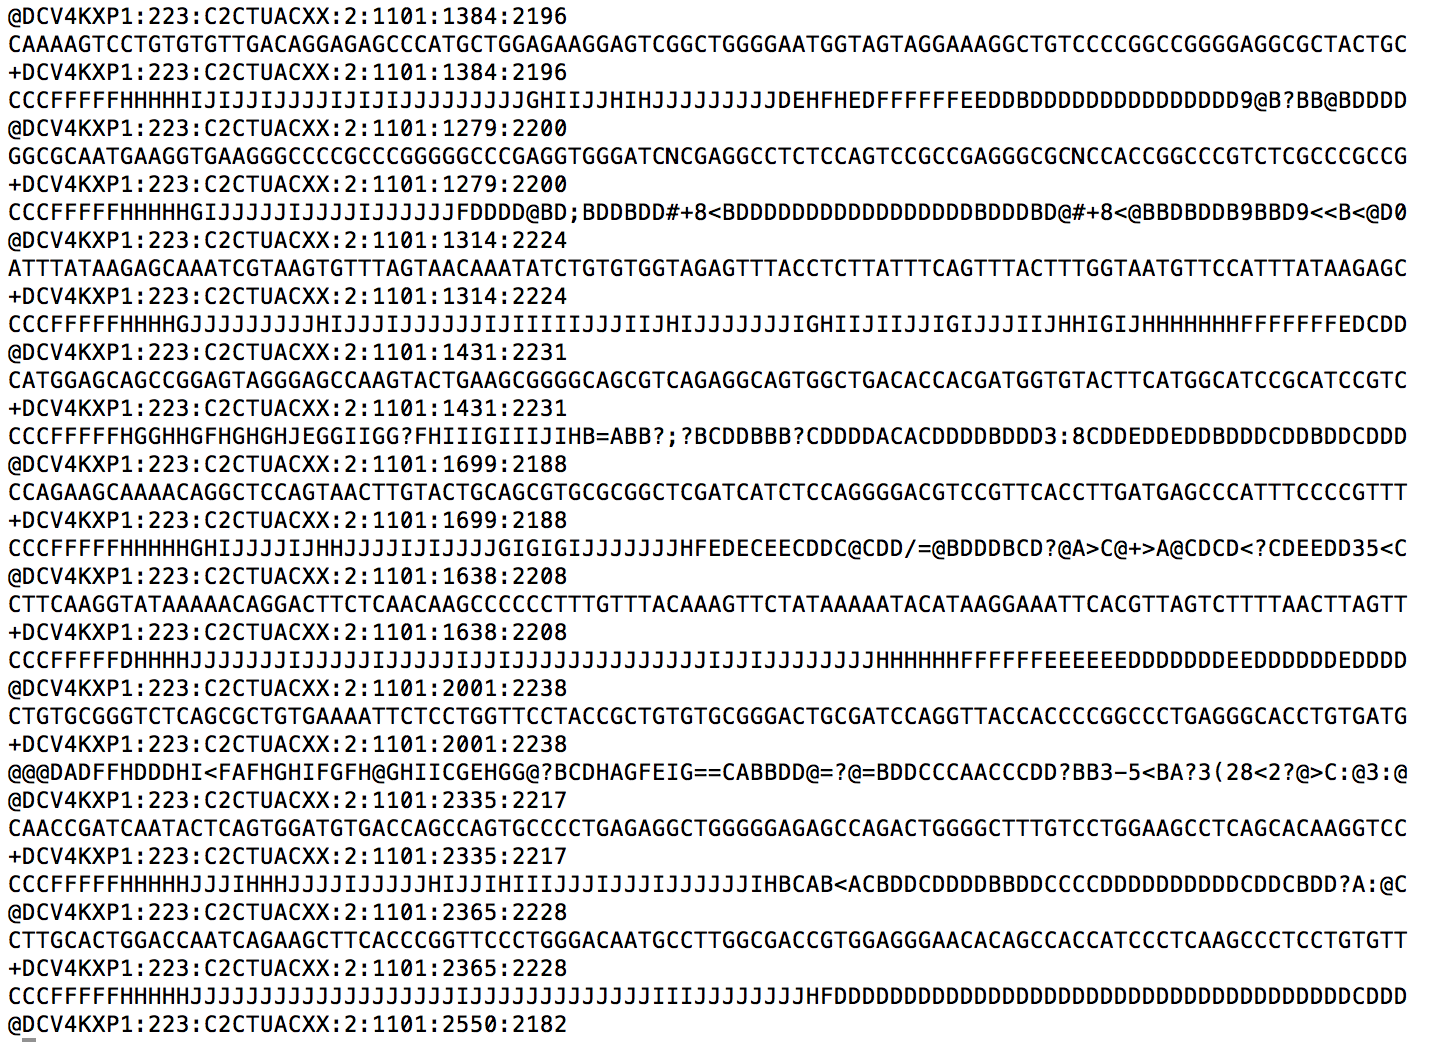 @DCV4KXP1:223:C2CTUACXX:2:1101:1384:2196
CAAAAGTCCTGTGTGTTGACAGGAGAGCCCATGCTGGAGAAGGAGTCGGCTGGGGAATGGTAGTAGGAAAGGCTGTCCCCGGCCGGGGAGGCGCTACTGC
+DCV4KXP1:223:C2CTUACXX:2:1101:1384:2196
CCCFFFFFHHHHHIJIJJIJJJJIJIJIJJJJJJJJJGHIIJJHIHJJJJJJJJJDEHFHEDFFFFFFEEDDBDDDDDDDDDDDDDDD9@B?BB@BDDDD
@DCV4KXP1:223:C2CTUACXX:2:1101:1279:2200
GGCGCAATGAAGGTGAAGGGCCCCGCCCGGGGGCCCGAGGTGGGATCNCGAGGCCTCTCCAGTCCGCCGAGGGCGCNCCACCGGCCCGTCTCGCCCGCCG
+DCV4KXP1:223:C2CTUACXX:2:1101:1279:2200
CCCFFFFFHHHHHGIJJJJJIJJJJIJJJJJJFDDDD@BD;BDDBDD#+8<BDDDDDDDDDDDDDDDDDBDDDBD@#+8<@BBDBDDB9BBD9<<B<@D0
@DCV4KXP1:223:C2CTUACXX:2:1101:1314:2224
ATTTATAAGAGCAAATCGTAAGTGTTTAGTAACAAATATCTGTGTGGTAGAGTTTACCTCTTATTTCAGTTTACTTTGGTAATGTTCCATTTATAAGAGC
+DCV4KXP1:223:C2CTUACXX:2:1101:1314:2224
CCCFFFFFHHHHGJJJJJJJJJHIJJJIJJJJJJIJIIIIIJJJIIJHIJJJJJJJIGHIIJIIJJIGIJJJIIJHHIGIJHHHHHHHFFFFFFFEDCDD
@DCV4KXP1:223:C2CTUACXX:2:1101:1431:2231
CATGGAGCAGCCGGAGTAGGGAGCCAAGTACTGAAGCGGGGCAGCGTCAGAGGCAGTGGCTGACACCACGATGGTGTACTTCATGGCATCCGCATCCGTC
+DCV4KXP1:223:C2CTUACXX:2:1101:1431:2231
CCCFFFFFHGGHHGFHGHGHJEGGIIGG?FHIIIGIIIJIHB=ABB?;?BCDDBBB?CDDDDACACDDDDBDDD3:8CDDEDDEDDBDDDCDDBDDCDDD
@DCV4KXP1:223:C2CTUACXX:2:1101:1699:2188
CCAGAAGCAAAACAGGCTCCAGTAACTTGTACTGCAGCGTGCGCGGCTCGATCATCTCCAGGGGACGTCCGTTCACCTTGATGAGCCCATTTCCCCGTTT
+DCV4KXP1:223:C2CTUACXX:2:1101:1699:2188
CCCFFFFFHHHHHGHIJJJJIJHHJJJJIJIJJJJGIGIGIJJJJJJJHFEDECEECDDC@CDD/=@BDDDBCD?@A>C@+>A@CDCD<?CDEEDD35<C
@DCV4KXP1:223:C2CTUACXX:2:1101:1638:2208
CTTCAAGGTATAAAAACAGGACTTCTCAACAAGCCCCCCTTTGTTTACAAAGTTCTATAAAAATACATAAGGAAATTCACGTTAGTCTTTTAACTTAGTT
+DCV4KXP1:223:C2CTUACXX:2:1101:1638:2208
CCCFFFFFDHHHHJJJJJJJIJJJJJIJJJJJIJJIJJJJJJJJJJJJJJIJJIJJJJJJJJHHHHHHFFFFFFEEEEEEDDDDDDDEEDDDDDDEDDDD
@DCV4KXP1:223:C2CTUACXX:2:1101:2001:2238
CTGTGCGGGTCTCAGCGCTGTGAAAATTCTCCTGGTTCCTACCGCTGTGTGCGGGACTGCGATCCAGGTTACCACCCCGGCCCTGAGGGCACCTGTGATG
+DCV4KXP1:223:C2CTUACXX:2:1101:2001:2238
@@@DADFFHDDDHI<FAFHGHIFGFH@GHIICGEHGG@?BCDHAGFEIG==CABBDD@=?@=BDDCCCAACCCDD?BB3-5<BA?3(28<2?@>C:@3:@
@DCV4KXP1:223:C2CTUACXX:2:1101:2335:2217
CAACCGATCAATACTCAGTGGATGTGACCAGCCAGTGCCCCTGAGAGGCTGGGGGAGAGCCAGACTGGGGCTTTGTCCTGGAAGCCTCAGCACAAGGTCC
+DCV4KXP1:223:C2CTUACXX:2:1101:2335:2217
CCCFFFFFHHHHHJJJIHHHJJJJIJJJJJHIJJIHIIIJJJIJJJIJJJJJJIHBCAB<ACBDDCDDDDBBDDCCCCDDDDDDDDDDCDDCBDD?A:@C
@DCV4KXP1:223:C2CTUACXX:2:1101:2365:2228
CTTGCACTGGACCAATCAGAAGCTTCACCCGGTTCCCTGGGACAATGCCTTGGCGACCGTGGAGGGAACACAGCCACCATCCCTCAAGCCCTCCTGTGTT
+DCV4KXP1:223:C2CTUACXX:2:1101:2365:2228
CCCFFFFFHHHHHJJJJJJJJJJJJJJJJJJJIJJJJJJJJJJJJJIIIJJJJJJJJHFDDDDDDDDDDDDDDDDDDDDDDDDDDDDDDDDDDDDDCDDD
@DCV4KXP1:223:C2CTUACXX:2:1101:2550:2182